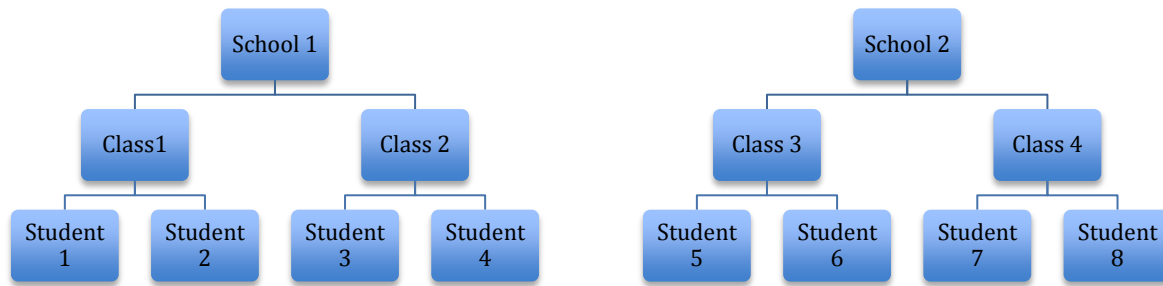 School 1
School 2
Class1
Class 2
Class 3
Class 4
Student
1
Student
2
Student
3
Student
4
Student
5
Student
6
Student
7
Student
8